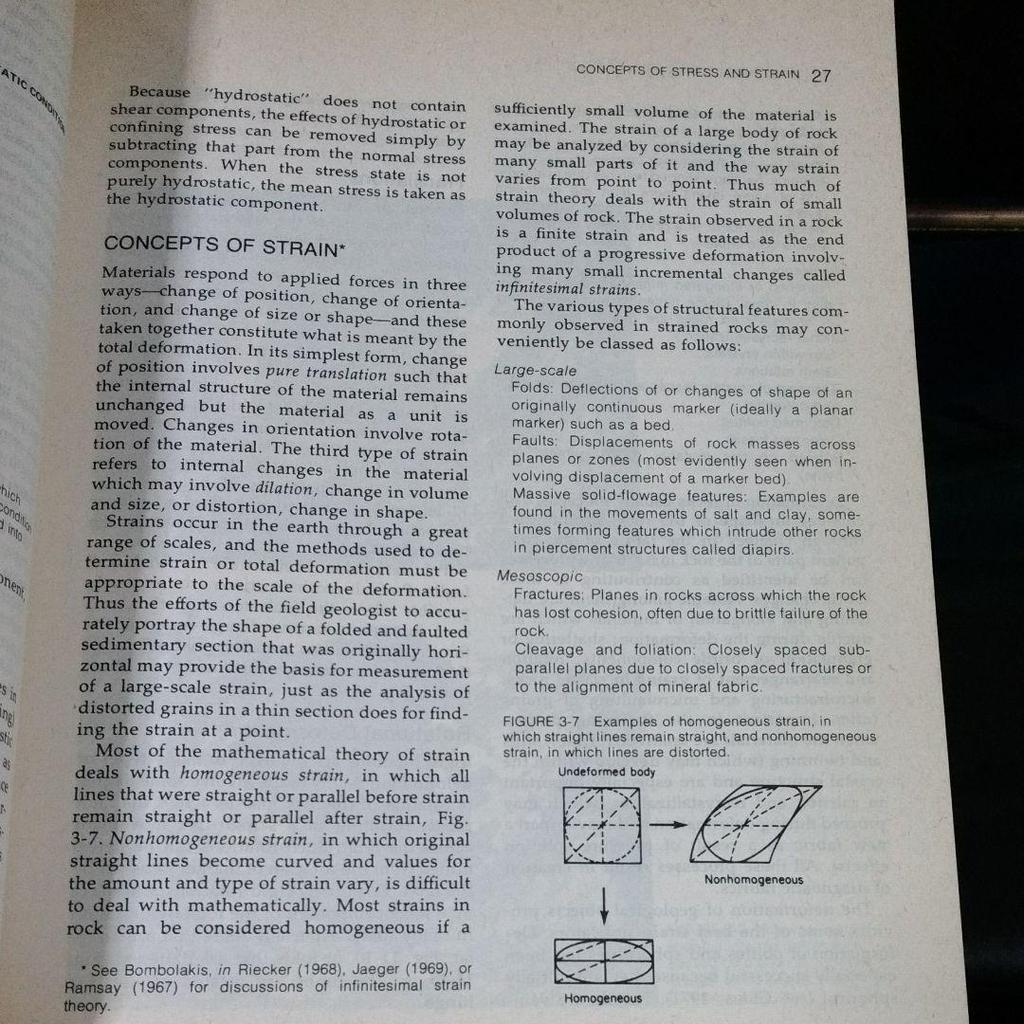 ATIC CONDITION
hich
condition
d into
onent,
es in
ing)
stic
as
ce
r-
CONCEPTS OF STRESS AND STRAIN 27
Because "hydrostatic" does not contain
shear components, the effects of hydrostatic or
confining stress can be removed simply by
subtracting that part from the normal stress
components. When the stress state is not
purely hydrostatic, the mean stress is taken as
the hydrostatic component.
CONCEPTS OF STRAIN*
Materials respond to applied forces in three
ways—change of position, change of orienta-
tion, and change of size or shape—and these
taken together constitute what is meant by the
total deformation. In its simplest form, change
of position involves pure translation such that
the internal structure of the material remains
unchanged but the material as a unit is
moved. Changes in orientation involve rota-
tion of the material. The third type of strain
refers to internal changes in the material
which may involve dilation, change in volume
and size, or distortion, change in shape.
Strains occur in the earth through a great
range of scales, and the methods used to de-
termine strain or total deformation must be
appropriate to the scale of the deformation.
Thus the efforts of the field geologist to accu-
rately portray the shape of a folded and faulted
sedimentary section that was originally hori-
zontal may provide the basis for measurement
of a large-scale strain, just as the analysis of
distorted grains in a thin section does for find-
ing the strain at a point.
Most of the mathematical theory of strain
deals with homogeneous strain, in which all
lines that were straight or parallel before strain
remain straight or parallel after strain, Fig.
3-7. Nonhomogeneous strain, in which original
straight lines become curved and values for
the amount and type of strain vary, is difficult
to deal with mathematically. Most strains in
rock can be considered homogeneous if a
* See Bombolakis, in Riecker (1968), Jaeger (1969), or
Ramsay (1967) for discussions of infinitesimal strain
theory.
sufficiently small volume of the material is
examined. The strain of a large body of rock
may be analyzed by considering the strain of
many small parts of it and the way strain
varies from point to point. Thus much of
strain theory deals with the strain of small
volumes of rock. The strain observed in a rock
is a finite strain and is treated as the end
product of a progressive deformation involv-
ing many small incremental changes called
infinitesimal strains.
The various types of structural features com-
monly observed in strained rocks may con-
veniently be classed as follows:
Large-scale
Folds: Deflections of or changes of shape of an
originally continuous marker (ideally a planar
marker) such as a bed.
Faults: Displacements of rock masses across
planes or zones (most evidently seen when in-
volving displacement of a marker bed)
Massive solid-flowage features: Examples are
found in the movements of salt and clay, some-
times forming features which intrude other rocks
in piercement structures called diapirs.
Mesoscopic
Fractures: Planes in rocks across which the rock
has lost cohesion, often due to brittle failure of the
rock.
Cleavage and foliation: Closely spaced sub-
parallel planes due to closely spaced fractures or
to the alignment of mineral fabric.
FIGURE 3-7 Examples of homogeneous strain, in
which straight lines remain straight, and nonhomogeneous
strain, in which lines are distorted.
Undeformed body
Nonhomogeneous
Homogeneous